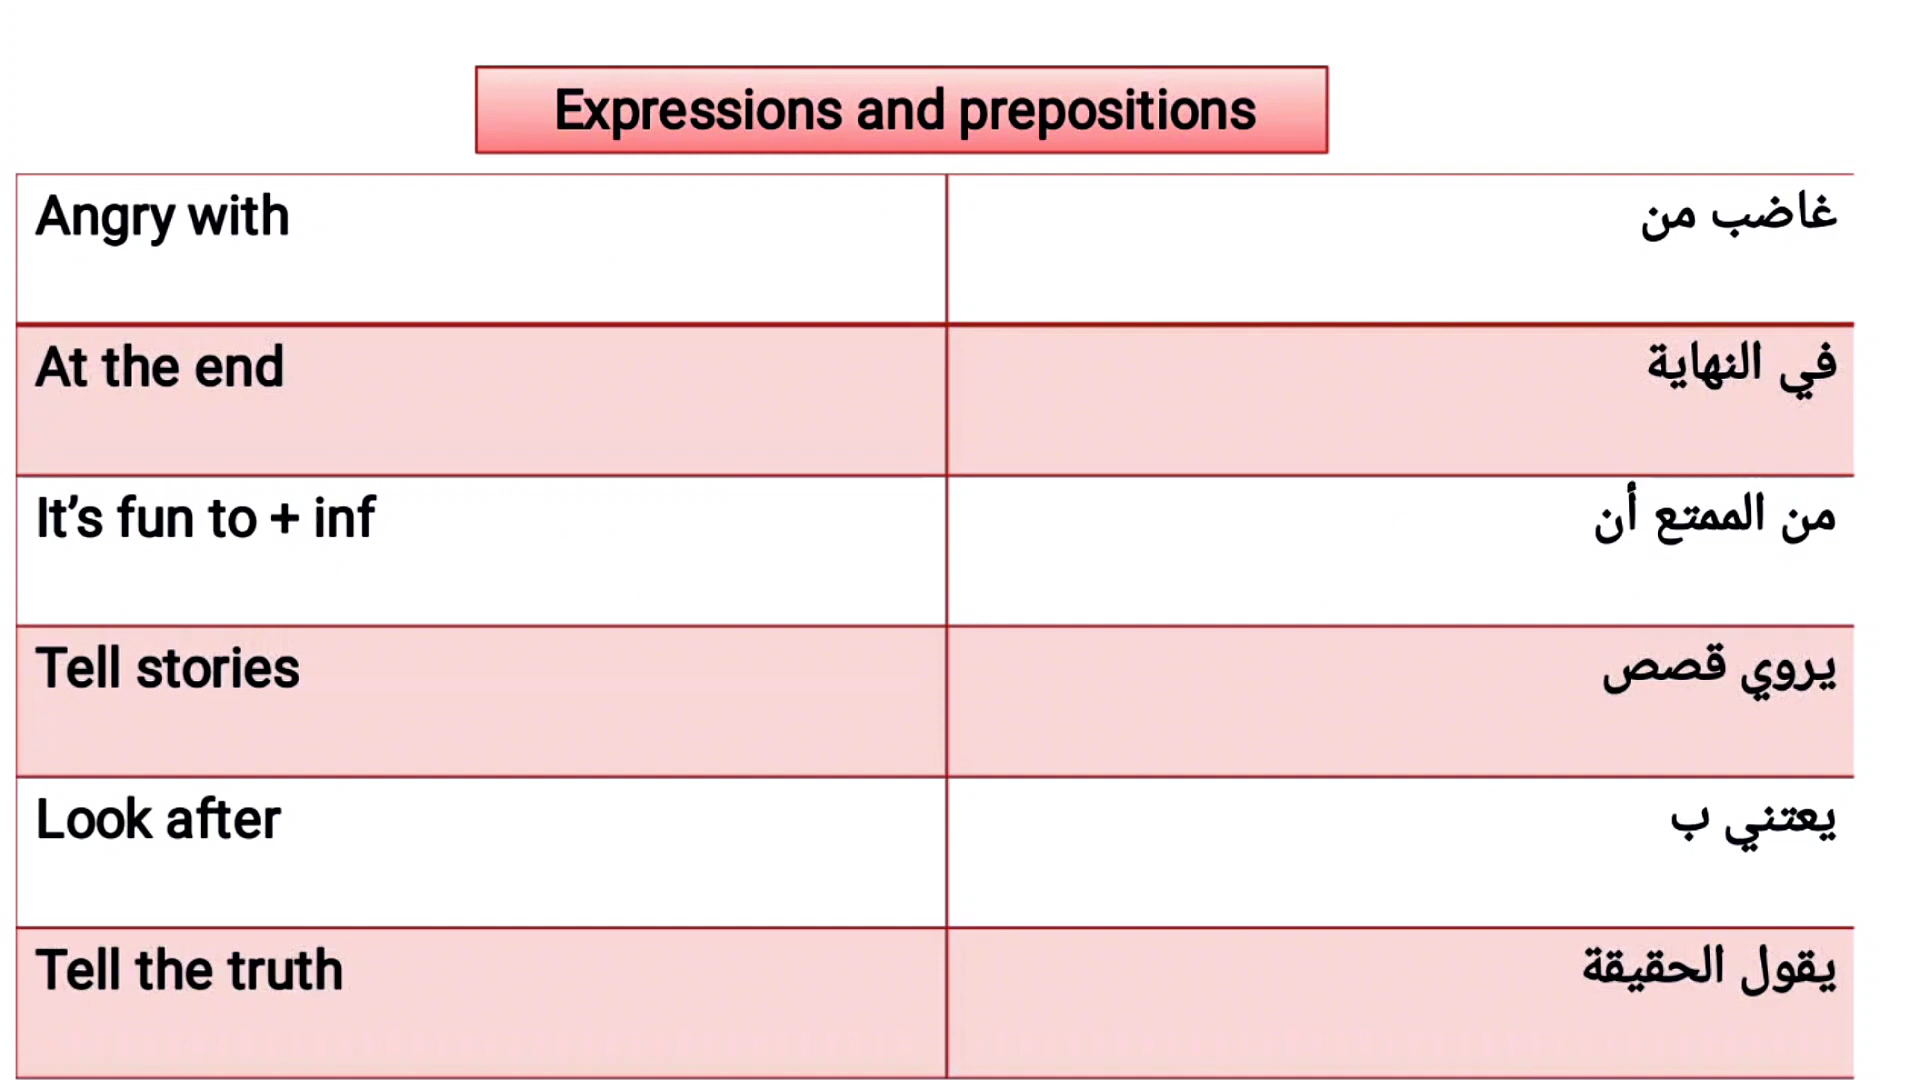 Expressions and prepositions
Angry with
غاضب من
At the end
في النهاية
It’s fun to + inf
من الممتع أن
Tell stories
يروي قصص
Look after
يعتني ب
Tell the truth
يقول الحقيقة